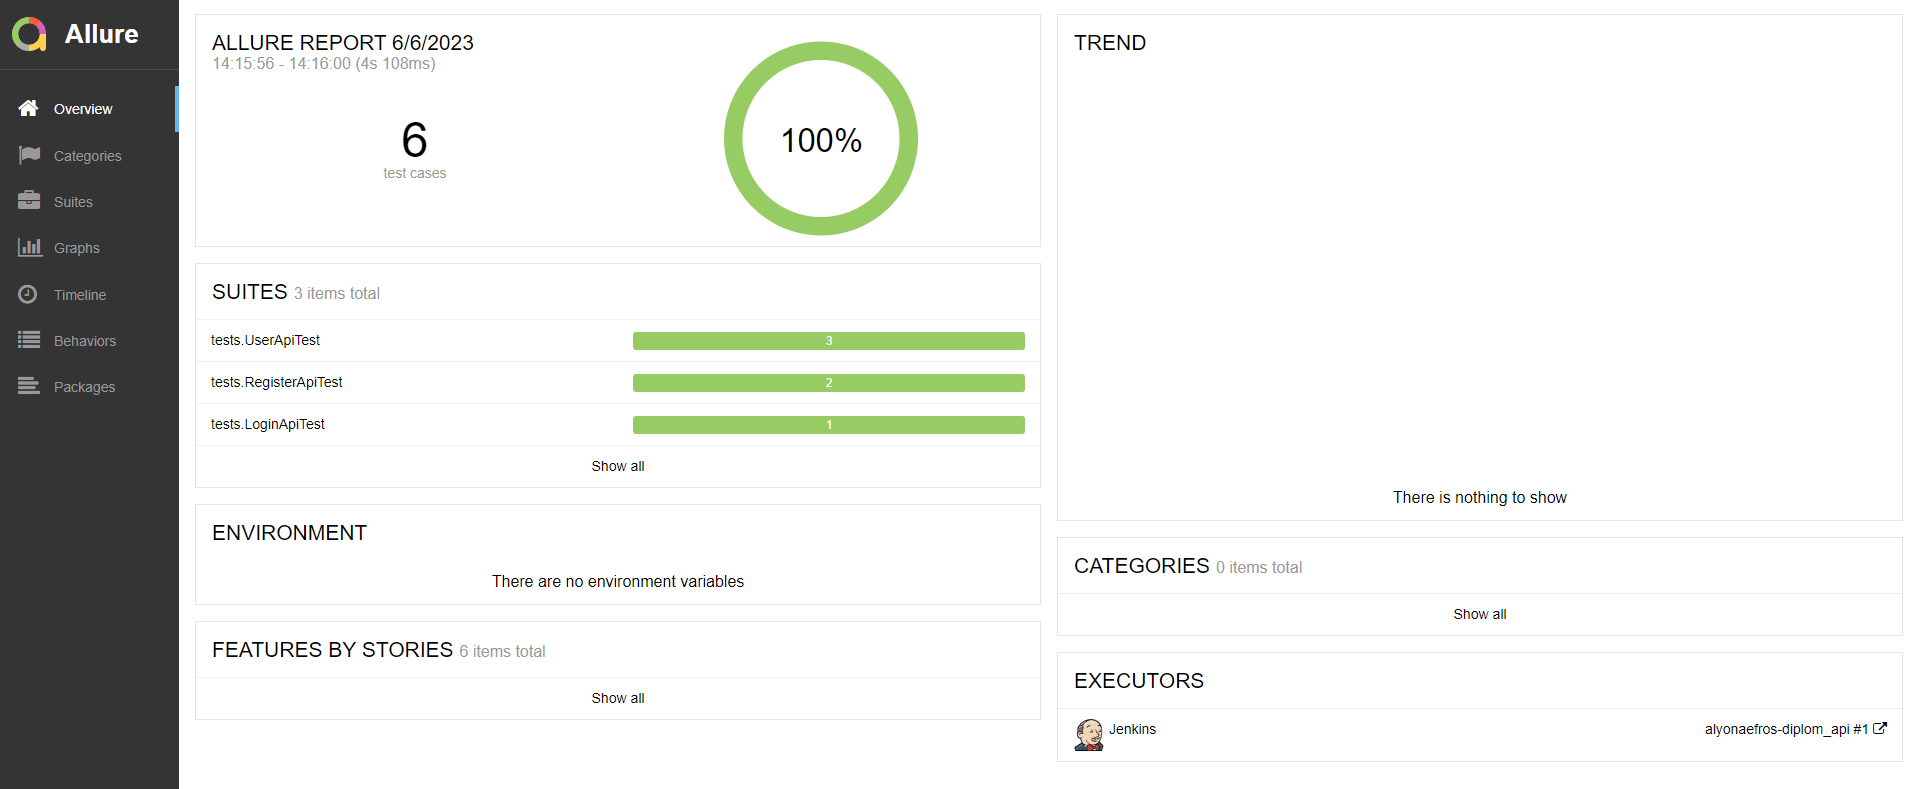 Allure
Overview
Categories
Suites
Graphs
Timeline
Behaviors
Packages
ALLURE REPORT 6/6/2023
14:15:56 - 14:16:00 (4s 108ms)
6
test cases
100%
SUITES 3 items total
tests.UserApiTest 3
tests.RegisterApiTest 2
tests.LoginApiTest 1
Show all
ENVIRONMENT
There are no environment variables
FEATURES BY STORIES 6 items total
Show all
TREND
There is nothing to show
CATEGORIES 0 items total
Show all
EXECUTORS
Jenkins alyonaefros-diplom_api #1